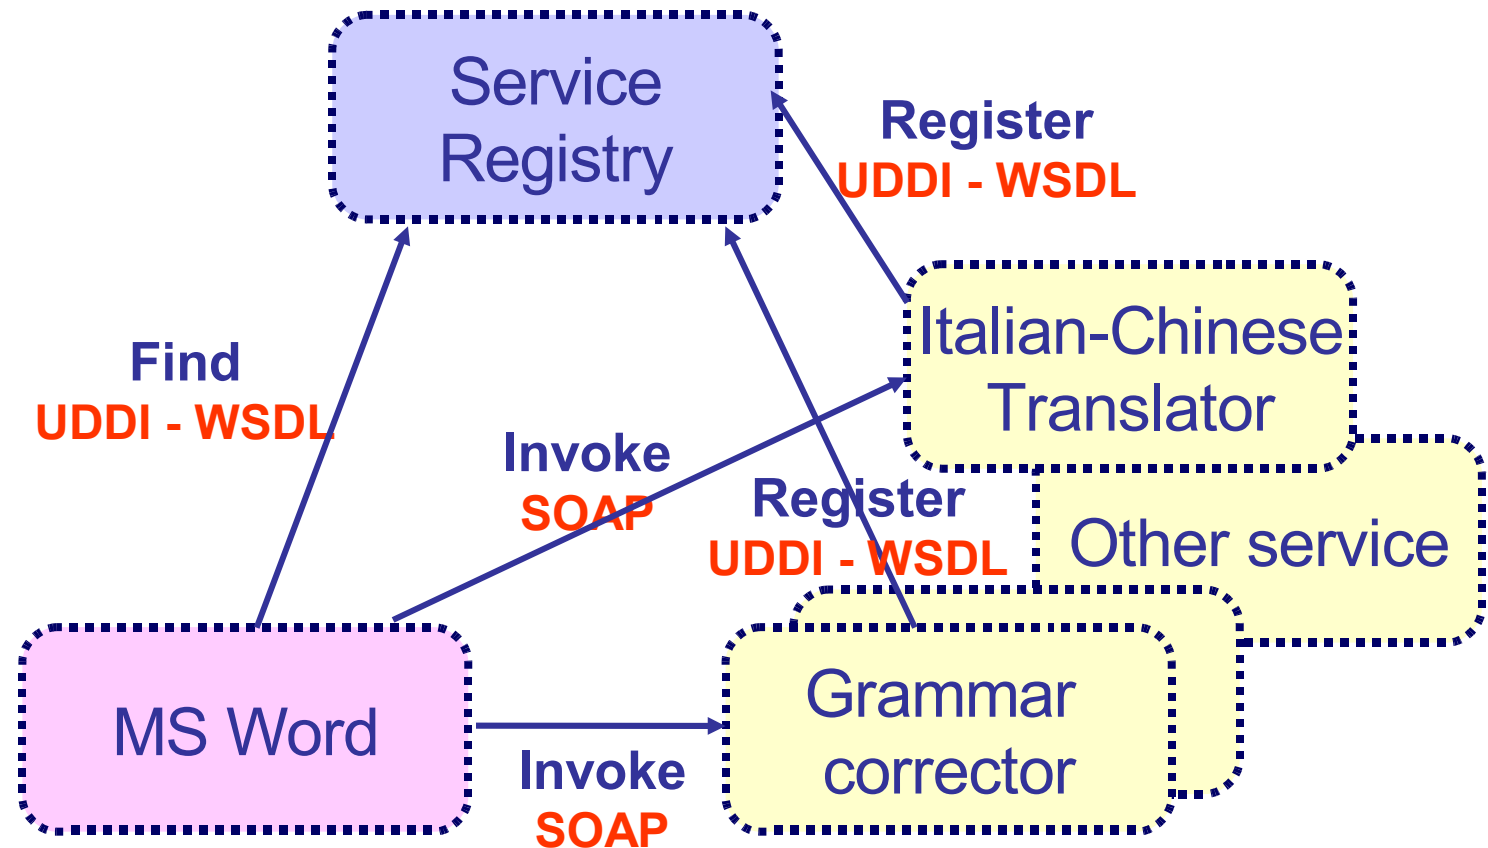 Service
Registry
Register
UDDI - WSDL
Italian-Chinese
Translator
Find
UDDI - WSDL
Invoke
SOAP
Register
UDDI - WSDL
Other service
MS Word
Grammar
corrector
Invoke
SOAP